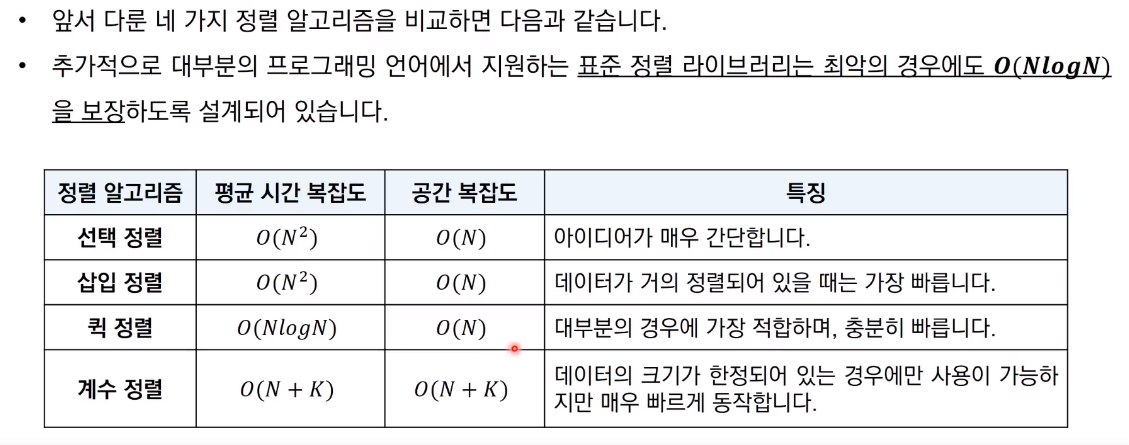 • 앞서 다룬 네 가지 정렬 알고리즘을 비교하면 다음과 같습니다.
• 추가적으로 대부분의 프로그래밍 언어에서 지원하는 표준 정렬 라이브러리는 최악의 경우에도 O(NlogN)
을 보장하도록 설계되어 있습니다.
정렬 알고리즘 평균 시간 복잡도 공간 복잡도 특징
선택 정렬 O(N²) O(N) 아이디어가 매우 간단합니다.
삽입 정렬 O(N²) O(N) 데이터가 거의 정렬되어 있을 때는 가장 빠릅니다.
퀵 정렬 O(NlogN) O(N) 대부분의 경우에 가장 적합하며, 충분히 빠릅니다.
계수 정렬 O(N + K) O(N + K) 데이터의 크기가 한정되어 있는 경우에만 사용이 가능하
지만 매우 빠르게 동작합니다.